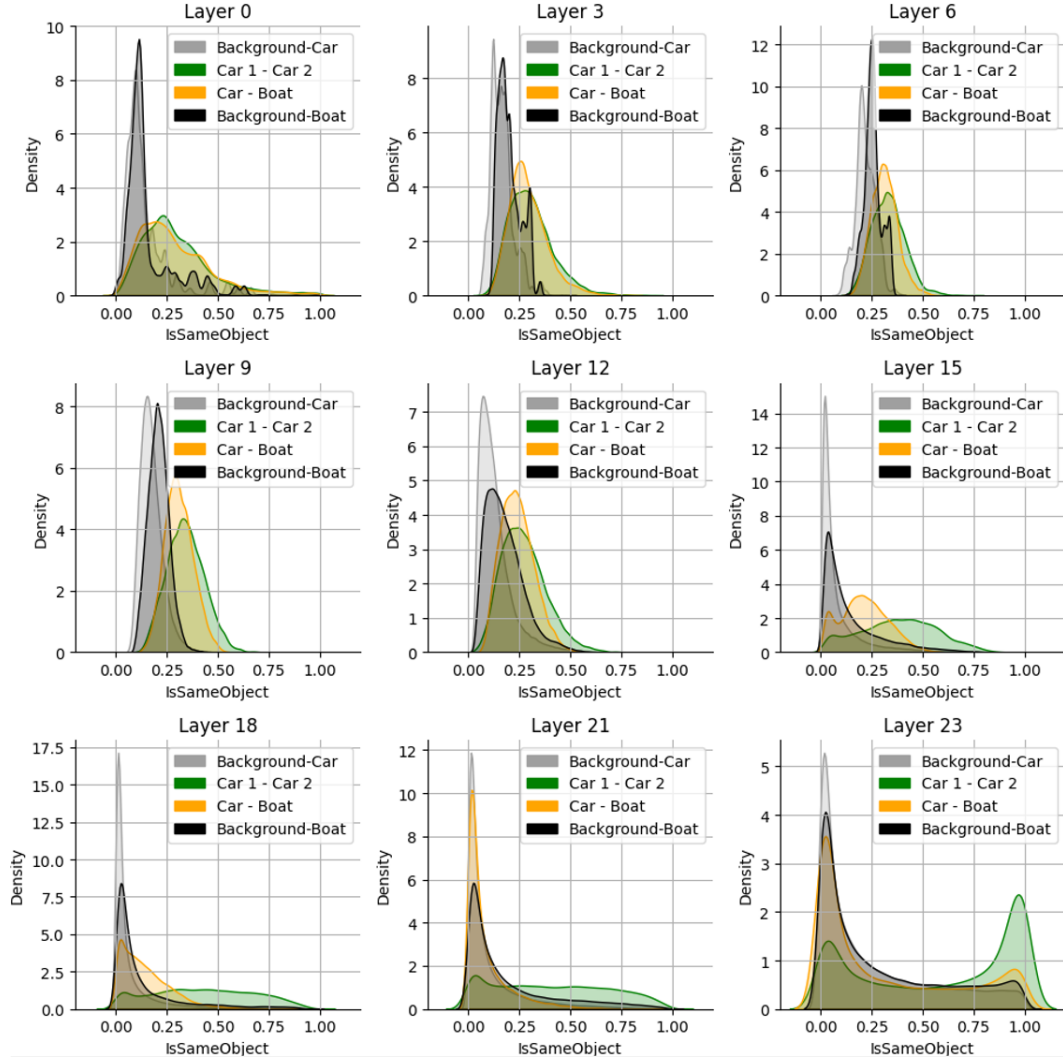 Layer 0
10
8
6
4
2
0
Density
0.00 0.25 0.50 0.75 1.00
IsSameObject
Background-Car
Car 1 - Car 2
Car - Boat
Background-Boat
Layer 3
8
6
4
2
0
Density
0.00 0.25 0.50 0.75 1.00
IsSameObject
Background-Car
Car 1 - Car 2
Car - Boat
Background-Boat
Layer 6
12
10
8
6
4
2
0
Density
0.00 0.25 0.50 0.75 1.00
IsSameObject
Background-Car
Car 1 - Car 2
Car - Boat
Background-Boat
Layer 9
8
6
4
2
0
Density
0.00 0.25 0.50 0.75 1.00
IsSameObject
Background-Car
Car 1 - Car 2
Car - Boat
Background-Boat
Layer 12
7
6
5
4
3
2
1
0
Density
0.00 0.25 0.50 0.75 1.00
IsSameObject
Background-Car
Car 1 - Car 2
Car - Boat
Background-Boat
Layer 15
14
12
10
8
6
4
2
0
Density
0.00 0.25 0.50 0.75 1.00
IsSameObject
Background-Car
Car 1 - Car 2
Car - Boat
Background-Boat
Layer 18
17.5
15.0
12.5
10.0
7.5
5.0
2.5
0.0
Density
0.00 0.25 0.50 0.75 1.00
IsSameObject
Background-Car
Car 1 - Car 2
Car - Boat
Background-Boat
Layer 21
12
10
8
6
4
2
0
Density
0.00 0.25 0.50 0.75 1.00
IsSameObject
Background-Car
Car 1 - Car 2
Car - Boat
Background-Boat
Layer 23
5
4
3
2
1
0
Density
0.00 0.25 0.50 0.75 1.00
IsSameObject
Background-Car
Car 1 - Car 2
Car - Boat
Background-Boat